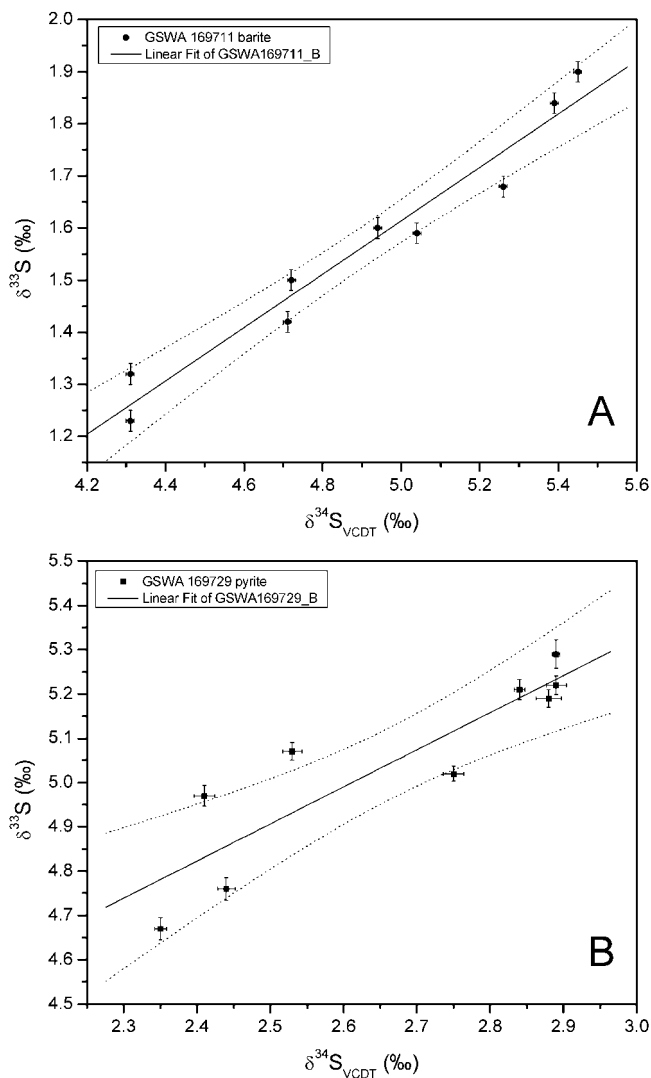 2.0
GSWA 169711 barite
Linear Fit of GSWA169711_B
1.9
1.8
1.7
1.6
1.5
1.4
1.3
1.2
δ³³S (‰)
A
4.2 4.4 4.6 4.8 5.0 5.2 5.4 5.6
δ³⁴S_VCDT (‰)
5.5
GSWA 169729 pyrite
Linear Fit of GSWA169729_B
5.4
5.3
5.2
5.1
5.0
4.9
4.8
4.7
4.6
4.5
δ³³S (‰)
B
2.3 2.4 2.5 2.6 2.7 2.8 2.9 3.0
δ³⁴S_VCDT (‰)